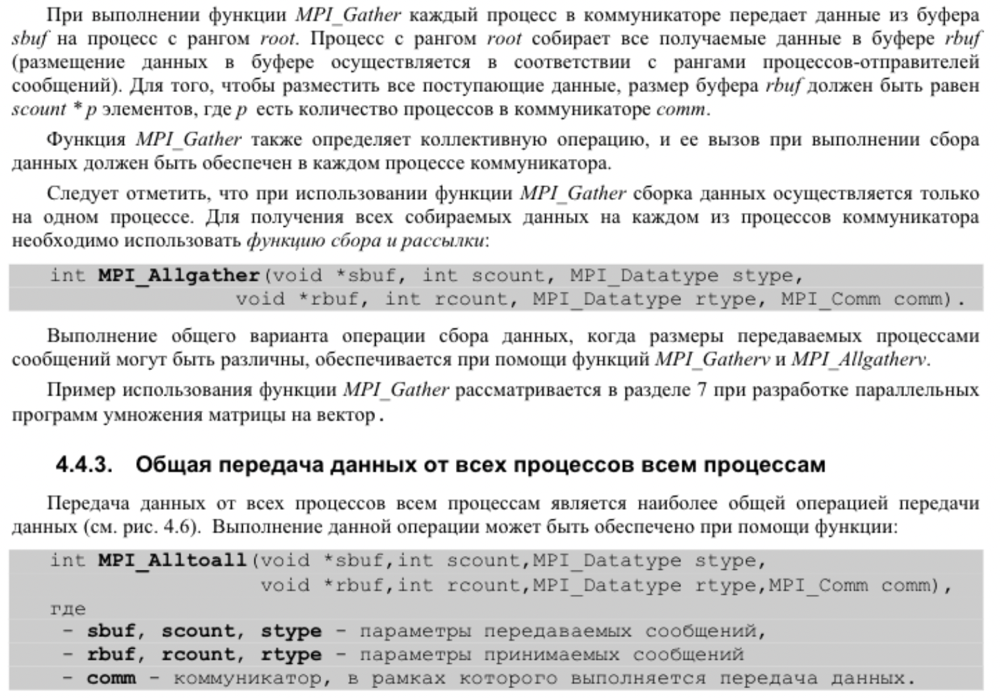 При выполнении функции MPI_Gather каждый процесс в коммуникаторе передает данные из буфера
sbuf на процесс с рангом root. Процесс с рангом root собирает все получаемые данные в буфере rbuf
(размещение данных в буфере осуществляется в соответствии с рангами процессов-отправителей
сообщений). Для того, чтобы разместить все поступающие данные, размер буфера rbuf должен быть равен
scount * p элементов, где p есть количество процессов в коммуникаторе comm.
Функция MPI_Gather также определяет коллективную операцию, и ее вызов при выполнении сбора
данных должен быть обеспечен в каждом процессе коммуникатора.
Следует отметить, что при использовании функции MPI_Gather сборка данных осуществляется только
на одном процессе. Для получения всех собираемых данных на каждом из процессов коммуникатора
необходимо использовать функцию сбора и рассылки:
int MPI_Allgather(void *sbuf, int scount, MPI_Datatype stype,
void *rbuf, int rcount, MPI_Datatype rtype, MPI_Comm comm).
Выполнение общего варианта операции сбора данных, когда размеры передаваемых процессами
сообщений могут быть различны, обеспечивается при помощи функций MPI_Gatherv и MPI_Allgatherv.
Пример использования функции MPI_Gather рассматривается в разделе 7 при разработке параллельных
программ умножения матрицы на вектор.
4.4.3. Общая передача данных от всех процессов всем процессам
Передача данных от всех процессов всем процессам является наиболее общей операцией передачи
данных (см. рис. 4.6). Выполнение данной операции может быть обеспечено при помощи функции:
int MPI_Alltoall(void *sbuf,int scount,MPI_Datatype stype,
void *rbuf,int rcount,MPI_Datatype rtype,MPI_Comm comm),
где
- sbuf, scount, stype - параметры передаваемых сообщений,
- rbuf, rcount, rtype - параметры принимаемых сообщений
- comm - коммуникатор, в рамках которого выполняется передача данных.